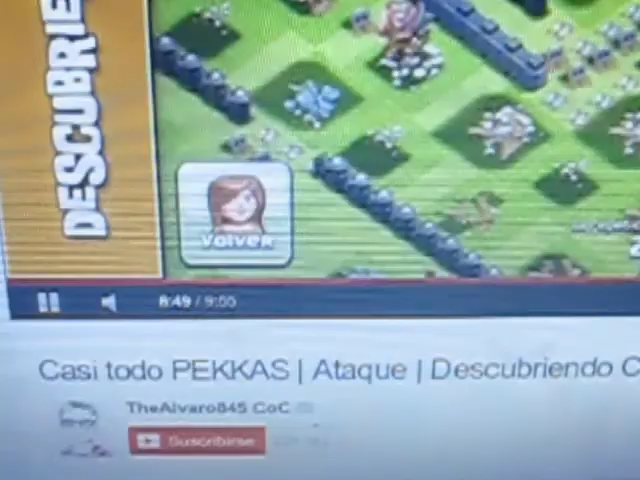 DESCUBRIE
Volver
8:49 / 9:55
Casi todo PEKKAS | Ataque | Descubriendo C
TheAlvaro845 CoC
Suscribirse